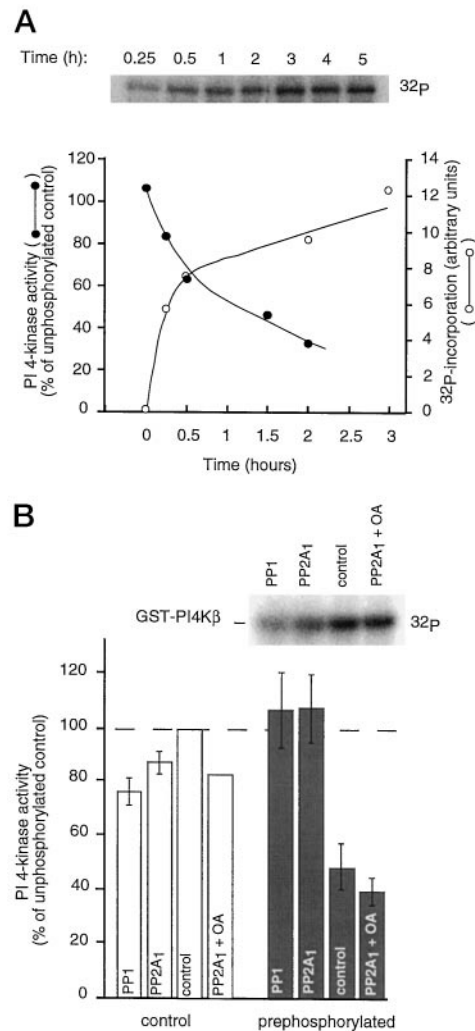 A
Time (h): 0.25 0.5 1 2 3 4 5
32P
PI 4-kinase activity (●—●)
(% of unphosphorylated control)
120
100
80
60
40
20
0
14
12
10
8
6
4
2
0
32P-incorporation (arbitrary units)
(○—○)
0 0.5 1 1.5 2 2.5 3
Time (hours)
B
PP1
PP2A1
control
PP2A1 + OA
GST-PI4Kβ –
32P
PI 4-kinase activity
(% of unphosphorylated control)
120
100
80
60
40
20
0
PP1
PP2A1
control
PP2A1 + OA
PP1
PP2A1
control
PP2A1 + OA
control prephosphorylated